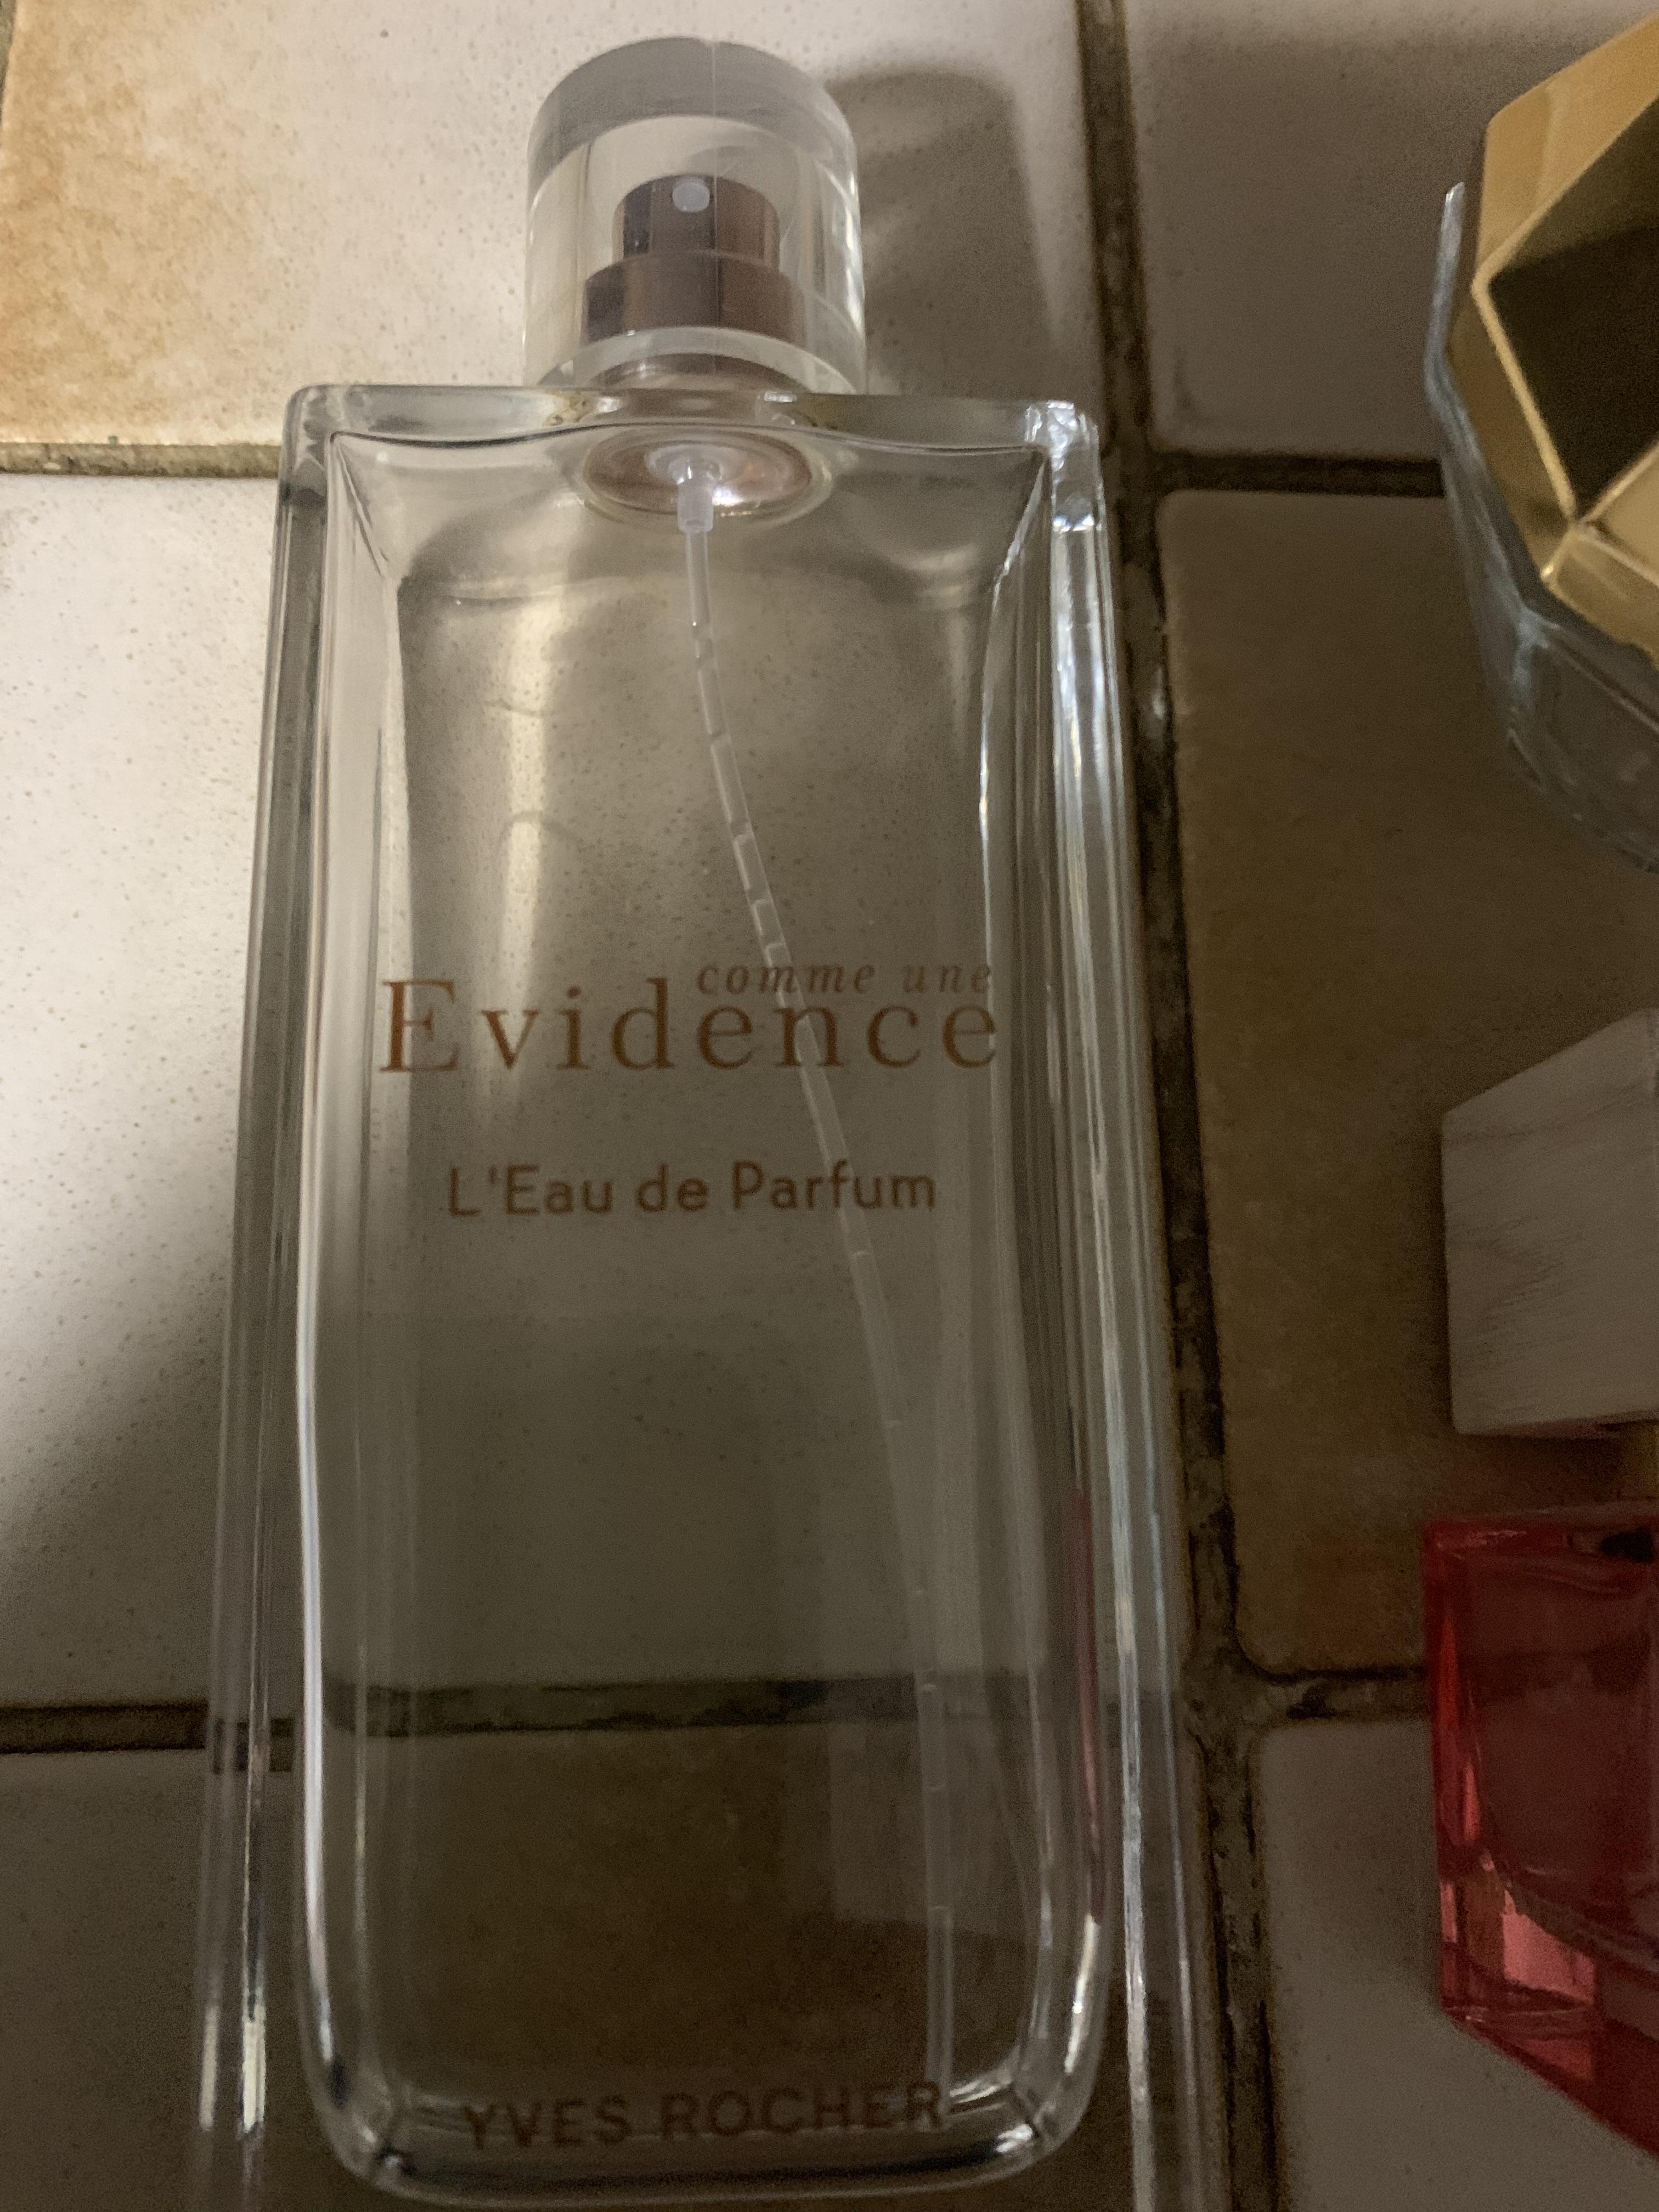 comme une
Evidence
L'Eau de Parfum
YVES ROCHER